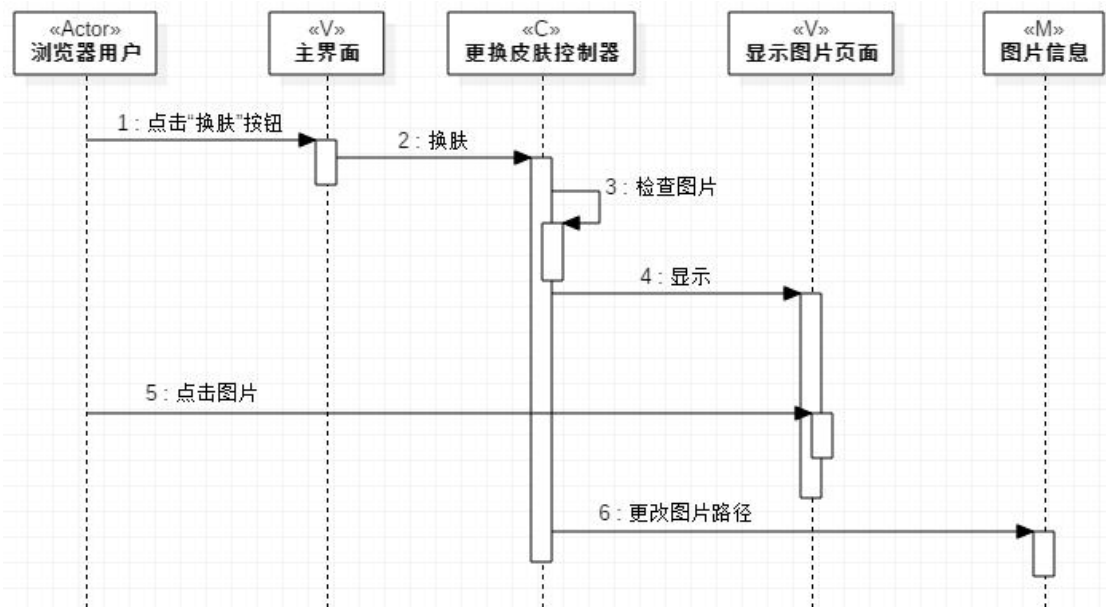 «Actor»
浏览器用户
«V»
主界面
«C»
更换皮肤控制器
«V»
显示图片页面
«M»
图片信息
1 : 点击“换肤”按钮
2 : 换肤
3 : 检查图片
4 : 显示
5 : 点击图片
6 : 更改图片路径